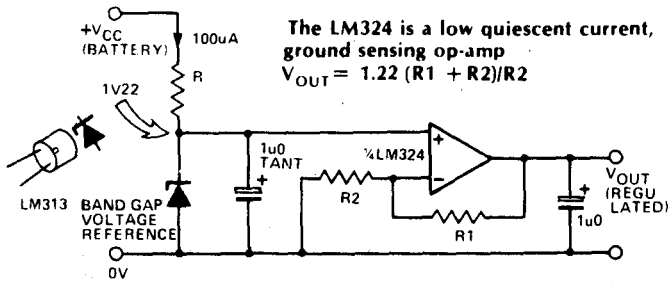 The LM324 is a low quiescent current,
ground sensing op-amp
VOUT = 1.22 (R1 + R2)/R2
+VCC
(BATTERY)
100uA
R
1V22
1u0
TANT
+
¼LM324
+
−
R2
R1
VOUT
(REGU
LATED)
+
1u0
LM313
BAND GAP
VOLTAGE
REFERENCE
0V